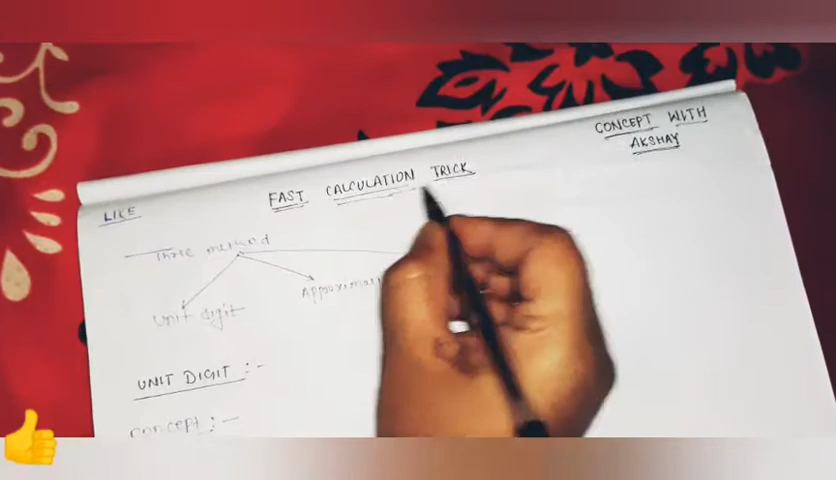 CONCEPT WITH
AKSHAY
FAST CALCULATION TRICK
LIKE
Three method
Unit digit
UNIT DIGIT :-
Concept :-